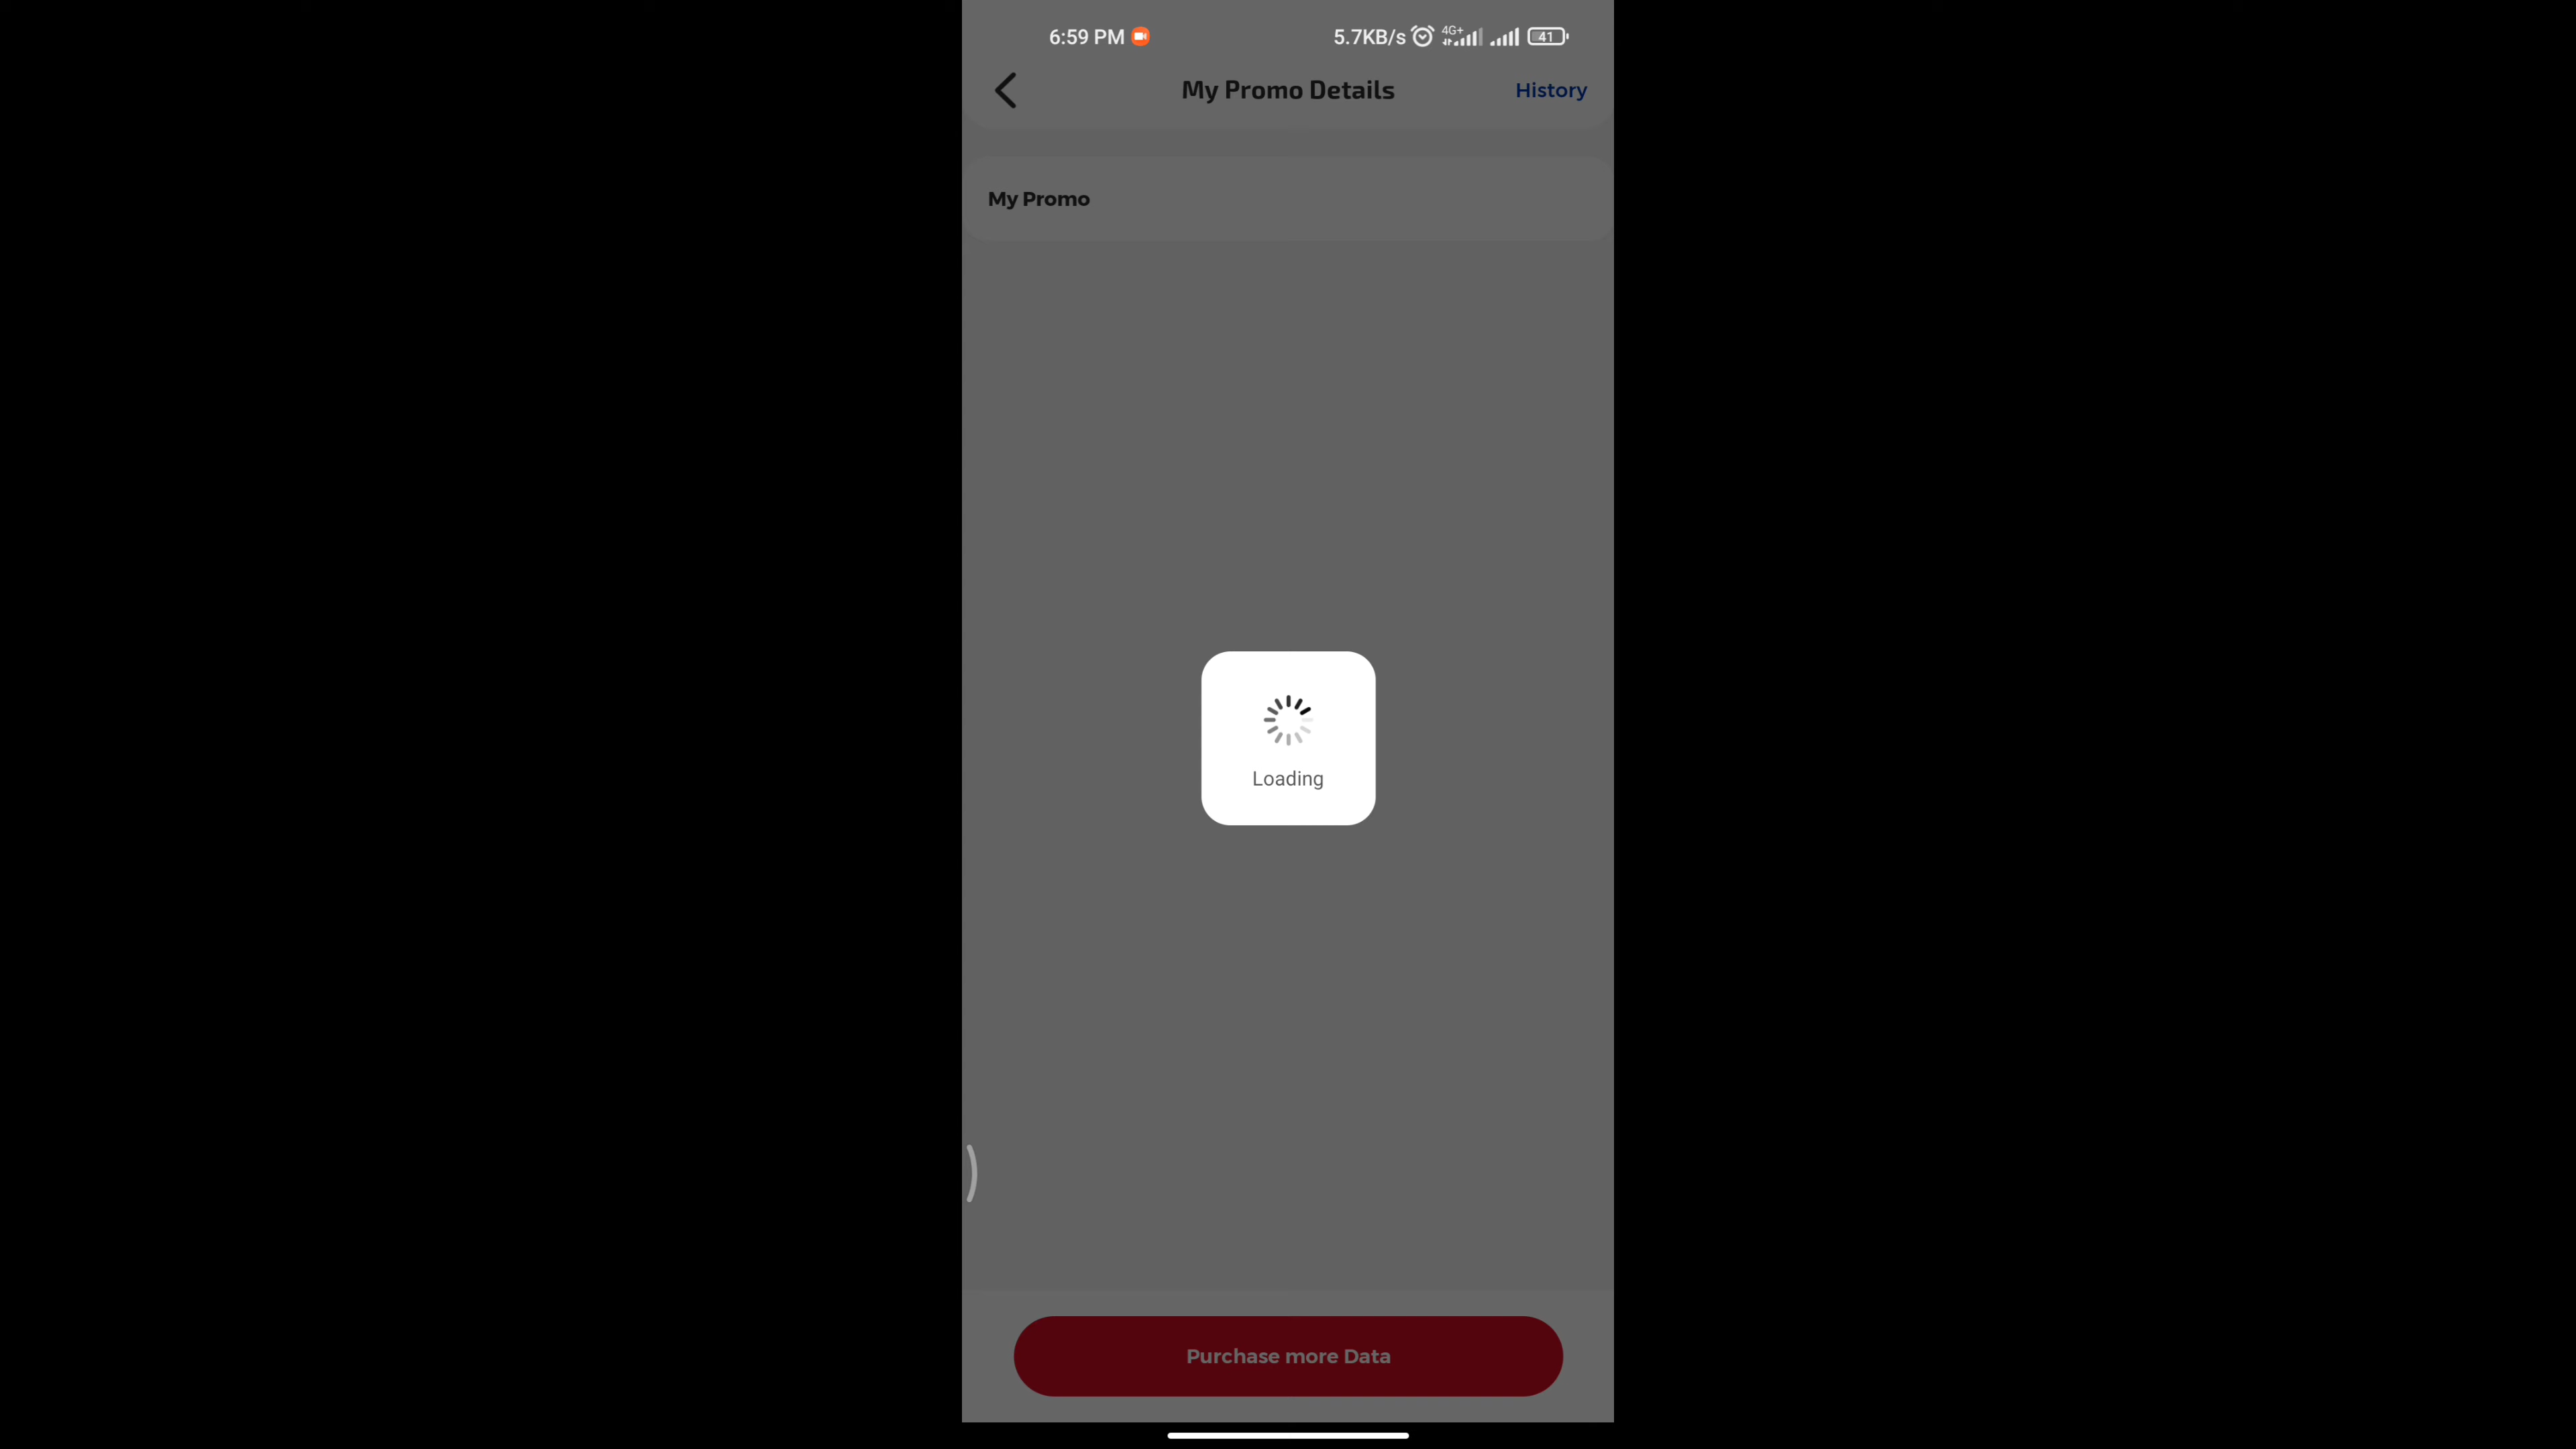 6:59 PM 5.7KB/s 4G+ 41
My Promo Details History
My Promo
Loading
Purchase more Data